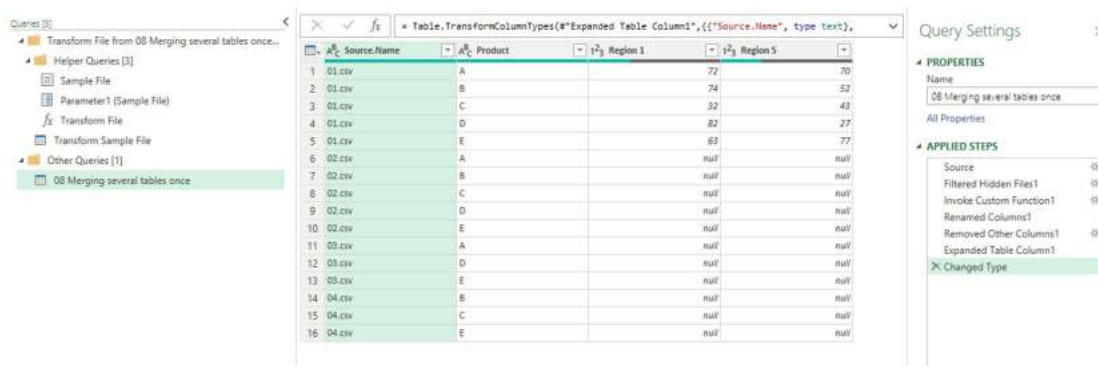 Queries [5]
Transform File from 08 Merging several tables once...
Helper Queries [3]
Sample File
Parameter1 (Sample File)
fx Transform File
Transform Sample File
Other Queries [1]
08 Merging several tables once
fx = Table.TransformColumnTypes(#"Expanded Table Column1",{{"Source.Name", type text},
Source.Name Product Region 1 Region 5
1 01.csv A 72 70
2 01.csv B 74 52
3 01.csv C 32 43
4 01.csv D 82 27
5 01.csv E 63 77
6 02.csv A null null
7 02.csv B null null
8 02.csv C null null
9 02.csv D null null
10 02.csv E null null
11 03.csv A null null
12 03.csv D null null
13 03.csv E null null
14 04.csv B null null
15 04.csv C null null
16 04.csv E null null
Query Settings
PROPERTIES
Name
08 Merging several tables once
All Properties
APPLIED STEPS
Source
Filtered Hidden Files1
Invoke Custom Function1
Renamed Columns1
Removed Other Columns1
Expanded Table Column1
Changed Type